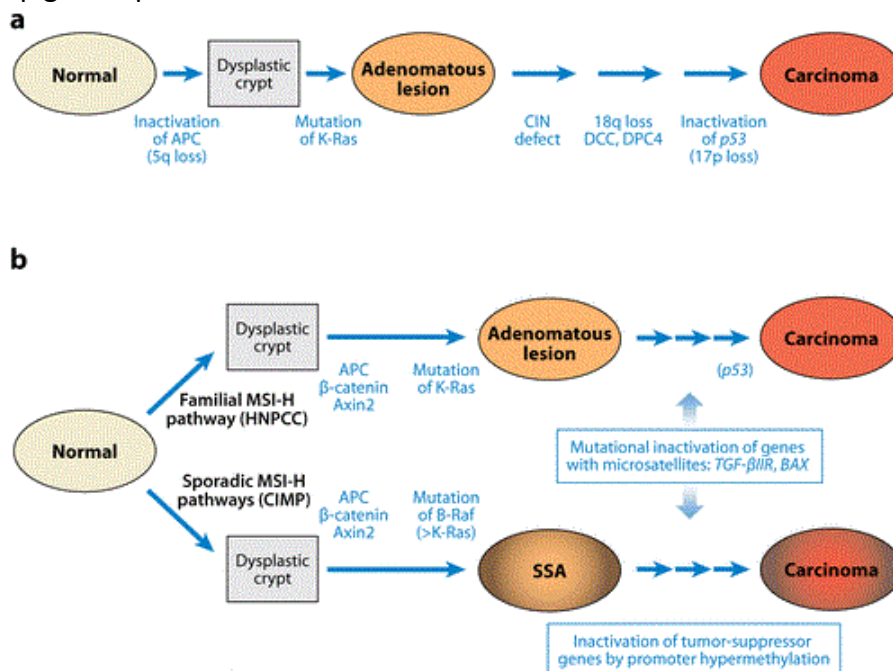 a
Normal
Dysplastic
crypt
Adenomatous
lesion
Carcinoma
Inactivation
of APC
(5q loss)
Mutation
of K-Ras
CIN
defect
18q loss
DCC, DPC4
Inactivation
of p53
(17p loss)
b
Dysplastic
crypt
Adenomatous
lesion
Carcinoma
APC
β-catenin
Axin2
Mutation
of K-Ras
(p53)
Familial MSI-H
pathway (HNPCC)
Normal
Mutational inactivation of genes
with microsatellites: TGF-βIIR, BAX
Sporadic MSI-H
pathways (CIMP)
APC
β-catenin
Axin2
Mutation
of B-Raf
(>K-Ras)
Dysplastic
crypt
SSA
Carcinoma
Inactivation of tumor-suppressor
genes by promoter hypermethylation